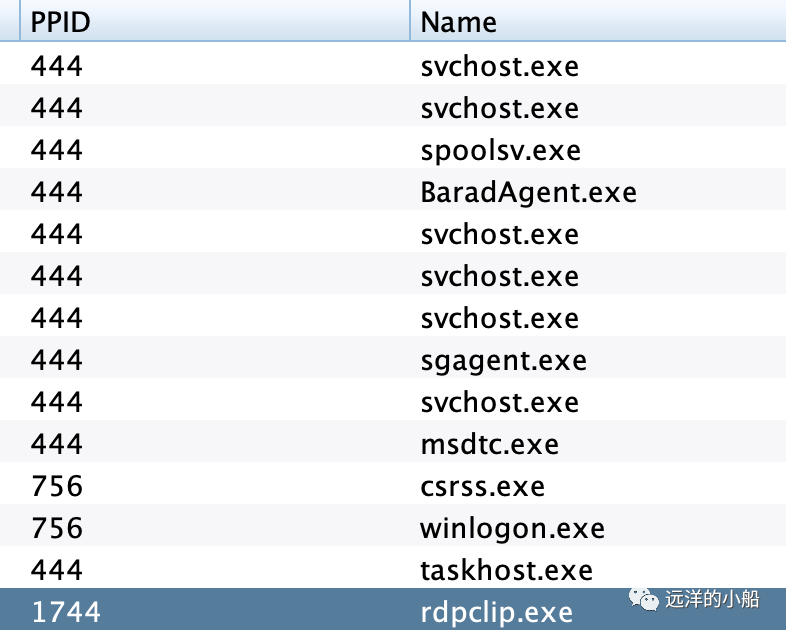 PPID Name
444 svchost.exe
444 svchost.exe
444 spoolsv.exe
444 BaradAgent.exe
444 svchost.exe
444 svchost.exe
444 svchost.exe
444 sgagent.exe
444 svchost.exe
444 msdtc.exe
756 csrss.exe
756 winlogon.exe
444 taskhost.exe
1744 rdpclip.exe
远洋的小船